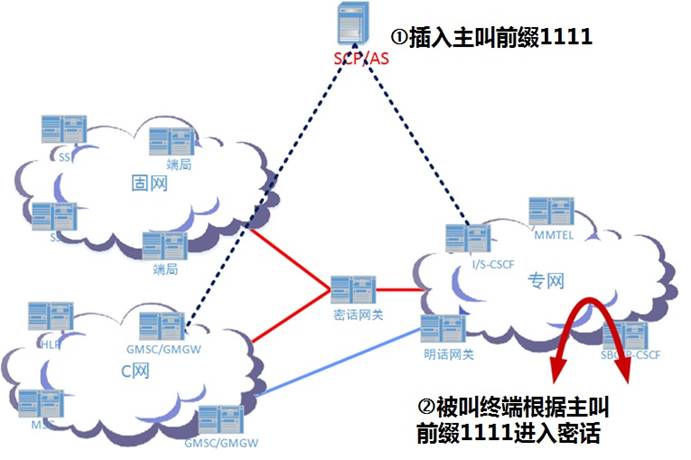 ①插入主叫前缀1111
SCP/AS
SS
端局
固网
SS
端局
MMTEL
I/S-CSCF
专网
密话网关
HLR
GMSC/GMGW
C网
明话网关
SBC/P-CSCF
MSC
GMSC/GMGW
②被叫终端根据主叫
前缀1111进入密话